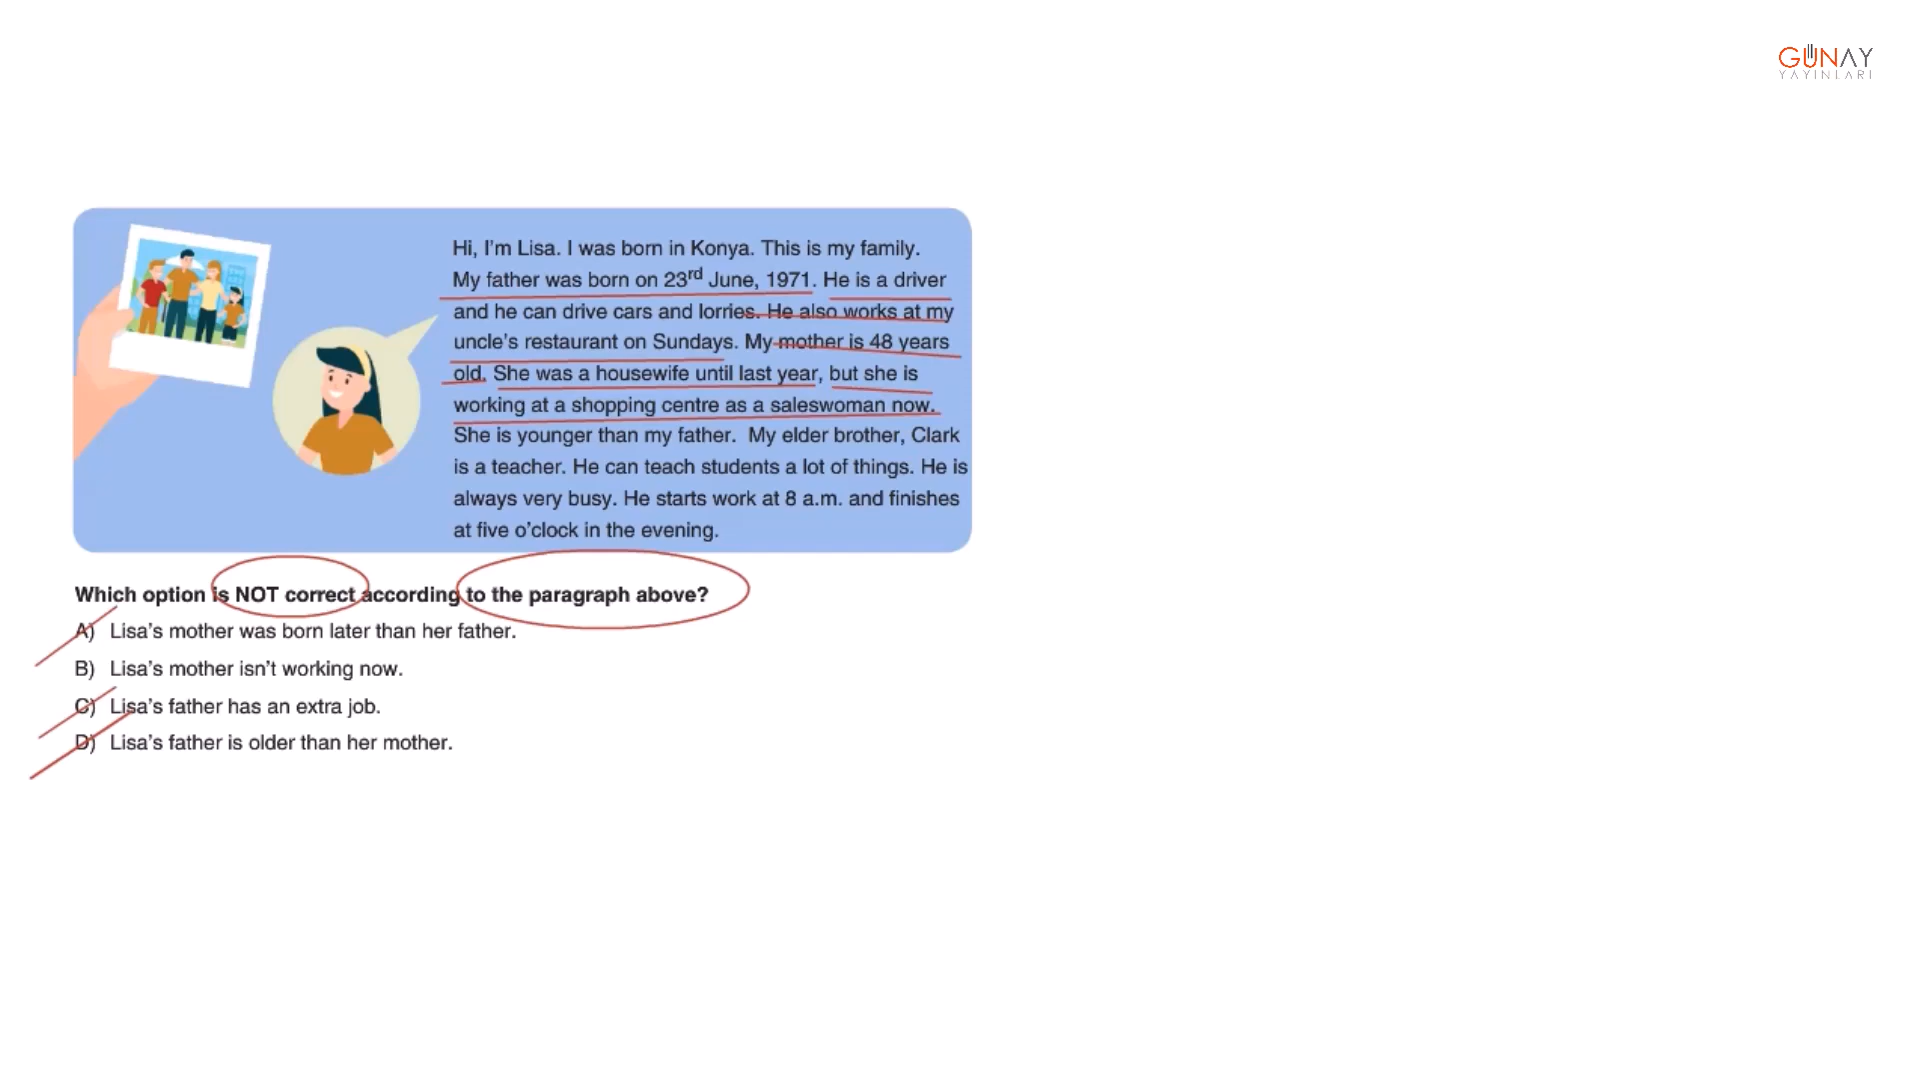 GÜNAY
YAYINLARI
Hi, I'm Lisa. I was born in Konya. This is my family.
My father was born on 23rd June, 1971. He is a driver
and he can drive cars and lorries. He also works at my
uncle's restaurant on Sundays. My mother is 48 years
old. She was a housewife until last year, but she is
working at a shopping centre as a saleswoman now.
She is younger than my father.  My elder brother, Clark
is a teacher. He can teach students a lot of things. He is
always very busy. He starts work at 8 a.m. and finishes
at five o'clock in the evening.
Which option is NOT correct according to the paragraph above?
A) Lisa's mother was born later than her father.
B) Lisa's mother isn't working now.
C) Lisa's father has an extra job.
D) Lisa's father is older than her mother.